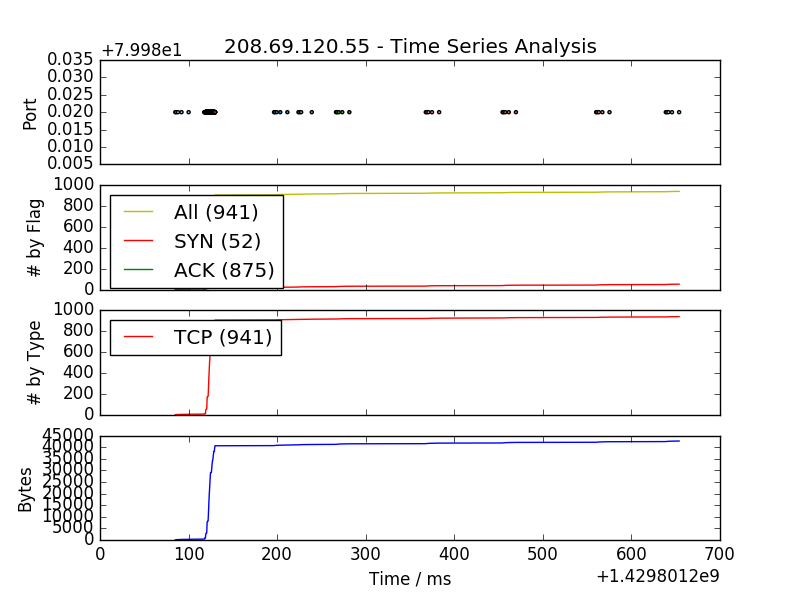 208.69.120.55 - Time Series Analysis
+7.998e1
0.035
0.030
0.025
0.020
0.015
0.010
0.005
Port
1000
800
600
400
200
0
# by Flag
All (941)
SYN (52)
ACK (875)
1000
800
600
400
200
0
# by Type
TCP (941)
45000
40000
35000
30000
25000
20000
15000
10000
5000
0
Bytes
0 100 200 300 400 500 600 700
Time / ms
+1.4298012e9